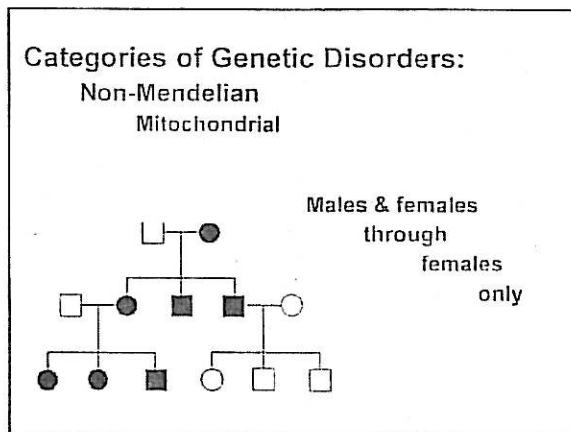 Categories of Genetic Disorders:
Non-Mendelian
Mitochondrial
Males & females
through
females
only